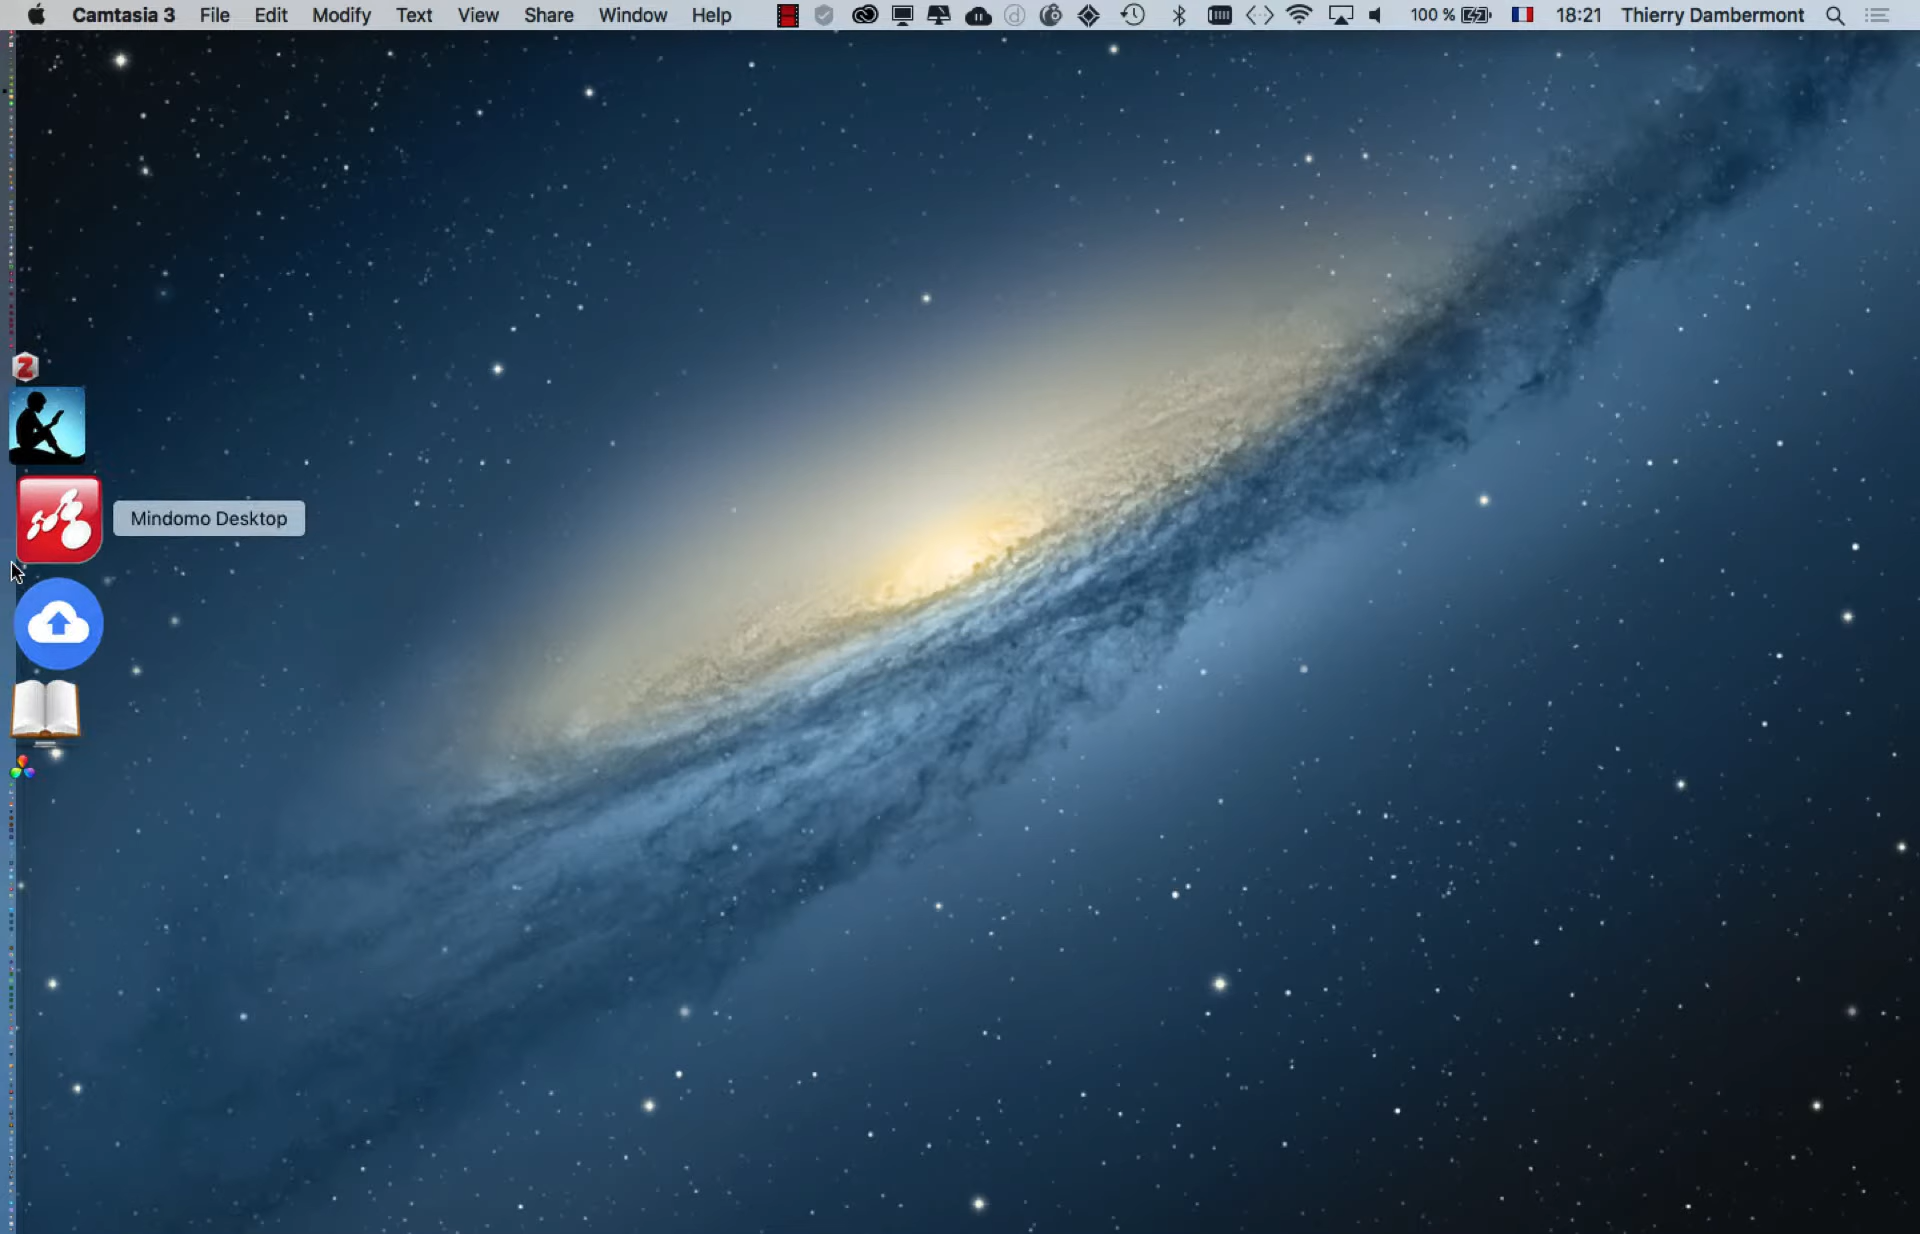 Camtasia 3 File Edit Modify Text View Share Window Help 100 % 18:21 Thierry Dambermont
Z
Mindomo Desktop